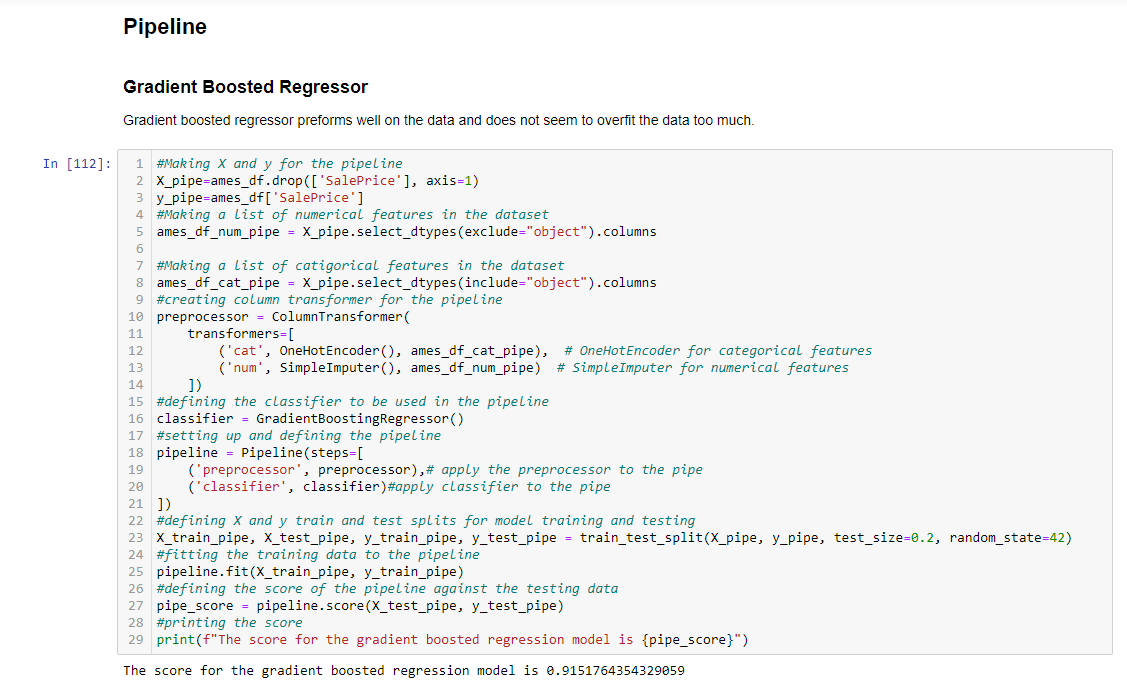 Pipeline
Gradient Boosted Regressor
Gradient boosted regressor preforms well on the data and does not seem to overfit the data too much.
In [112]:
1 #Making X and y for the pipeline
2 X_pipe=ames_df.drop(['SalePrice'], axis=1)
3 y_pipe=ames_df['SalePrice']
4 #Making a list of numerical features in the dataset
5 ames_df_num_pipe = X_pipe.select_dtypes(exclude="object").columns
6
7 #Making a list of catigorical features in the dataset
8 ames_df_cat_pipe = X_pipe.select_dtypes(include="object").columns
9 #creating column transformer for the pipeline
10 preprocessor = ColumnTransformer(
11     transformers=[
12         ('cat', OneHotEncoder(), ames_df_cat_pipe),  # OneHotEncoder for categorical features
13         ('num', SimpleImputer(), ames_df_num_pipe)  # SimpleImputer for numerical features
14     ])
15 #defining the classifier to be used in the pipeline
16 classifier = GradientBoostingRegressor()
17 #setting up and defining the pipeline
18 pipeline = Pipeline(steps=[
19     ('preprocessor', preprocessor),# apply the preprocessor to the pipe
20     ('classifier', classifier)#apply classifier to the pipe
21 ])
22 #defining X and y train and test splits for model training and testing
23 X_train_pipe, X_test_pipe, y_train_pipe, y_test_pipe = train_test_split(X_pipe, y_pipe, test_size=0.2, random_state=42)
24 #fitting the training data to the pipeline
25 pipeline.fit(X_train_pipe, y_train_pipe)
26 #defining the score of the pipeline against the testing data
27 pipe_score = pipeline.score(X_test_pipe, y_test_pipe)
28 #printing the score
29 print(f"The score for the gradient boosted regression model is {pipe_score}")
The score for the gradient boosted regression model is 0.9151764354329059